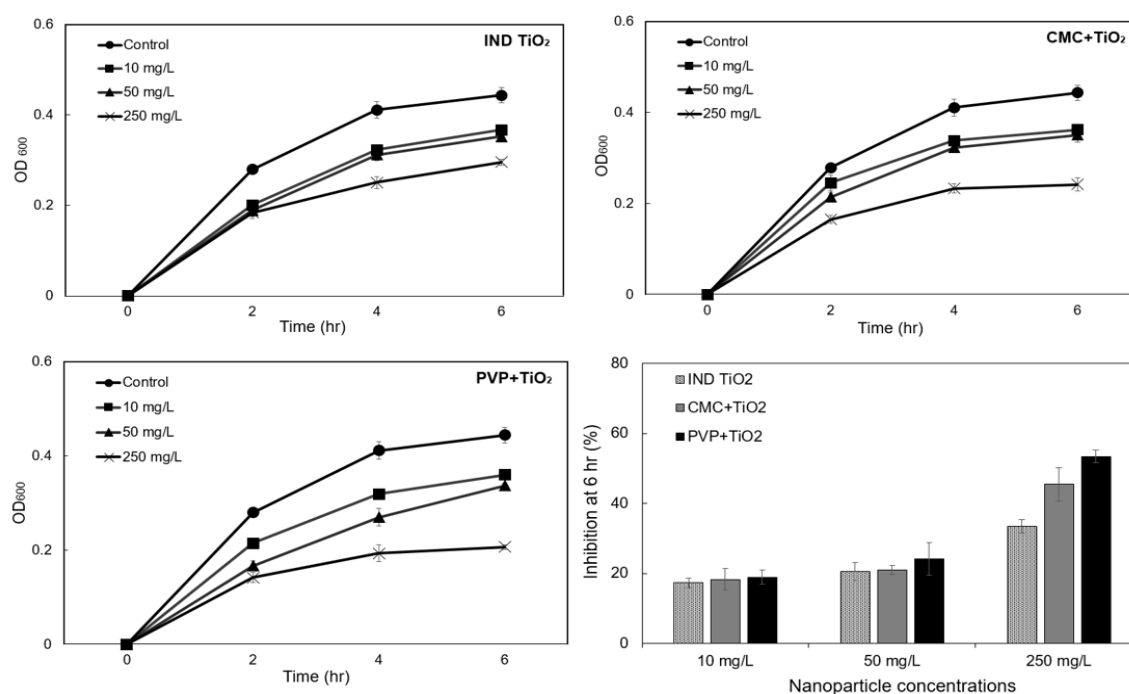 0.6
IND TiO₂
Control
10 mg/L
50 mg/L
250 mg/L
0.4
OD 600
0.2
0
0
2
4
6
Time (hr)
0.6
CMC+TiO₂
Control
10 mg/L
50 mg/L
250 mg/L
0.4
OD₆₀₀
0.2
0
0
2
4
6
Time (hr)
0.6
PVP+TiO₂
Control
10 mg/L
50 mg/L
250 mg/L
0.4
OD₆₀₀
0.2
0
0
2
4
6
Time (hr)
80
IND TiO2
CMC+TiO2
PVP+TiO2
60
Inhibition at 6 hr (%)
40
20
0
10 mg/L
50 mg/L
250 mg/L
Nanoparticle concentrations